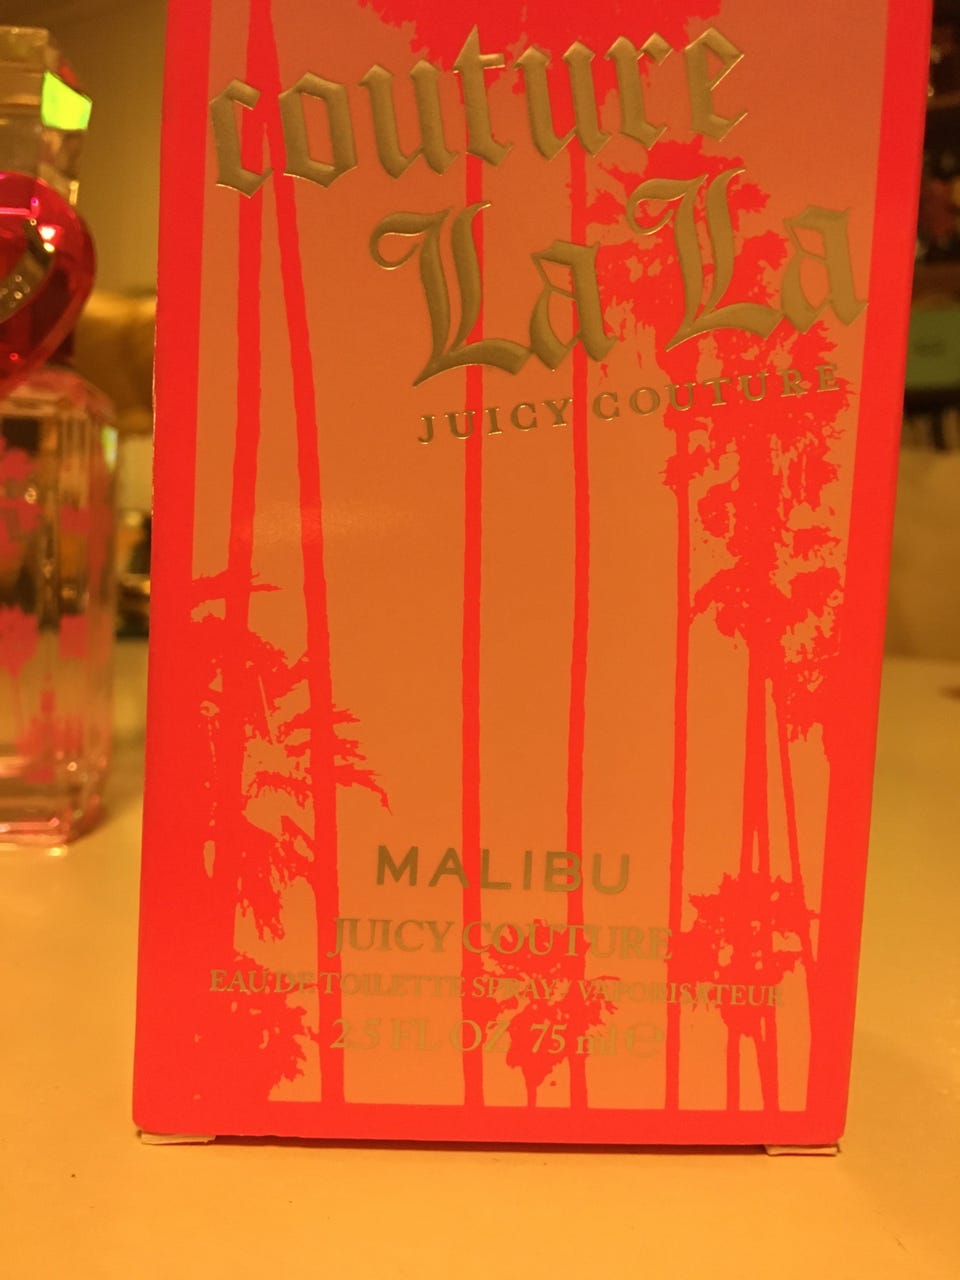 couture
La La
JUICY COUTURE
MALIBU
JUICY COUTURE
EAU DE TOILETTE SPRAY / VAPORISATEUR
2.5 FL OZ 75 ml ℮